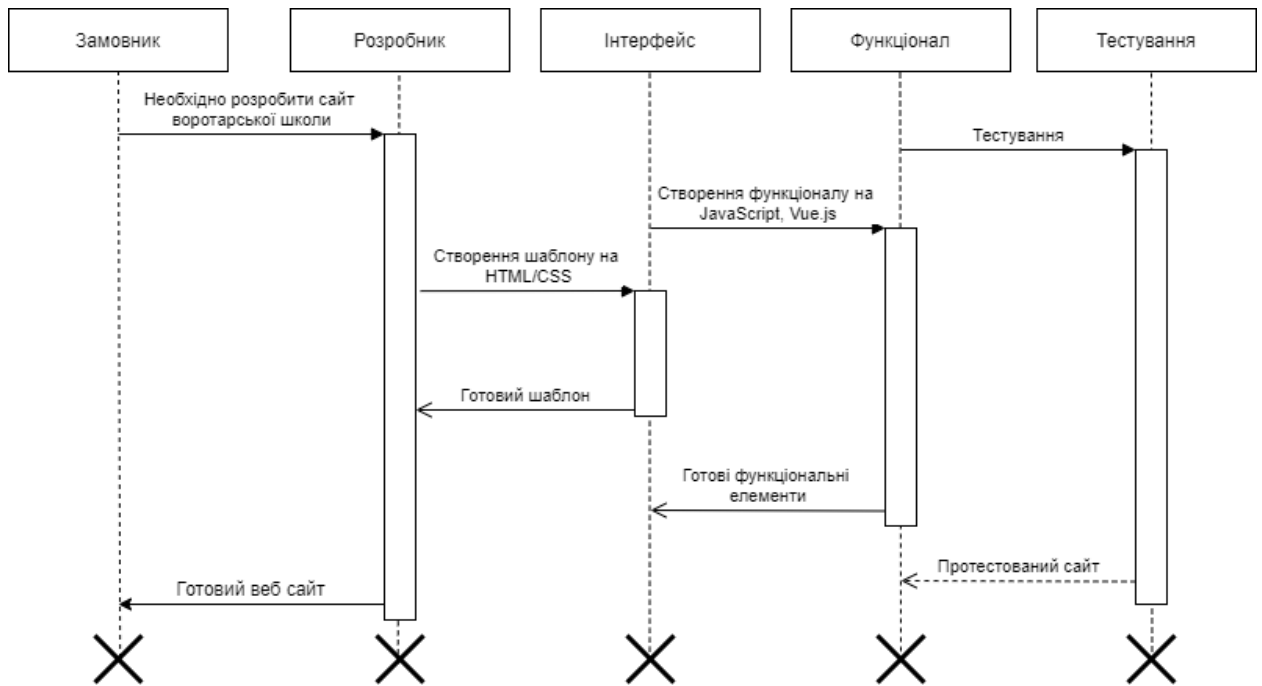 Замовник
Розробник
Інтерфейс
Функціонал
Тестування
Необхідно розробити сайт
воротарської школи
Тестування
Створення функціоналу на
JavaScript, Vue.js
Створення шаблону на
HTML/CSS
Готовий шаблон
Готові функціональні
елементи
Протестований сайт
Готовий веб сайт